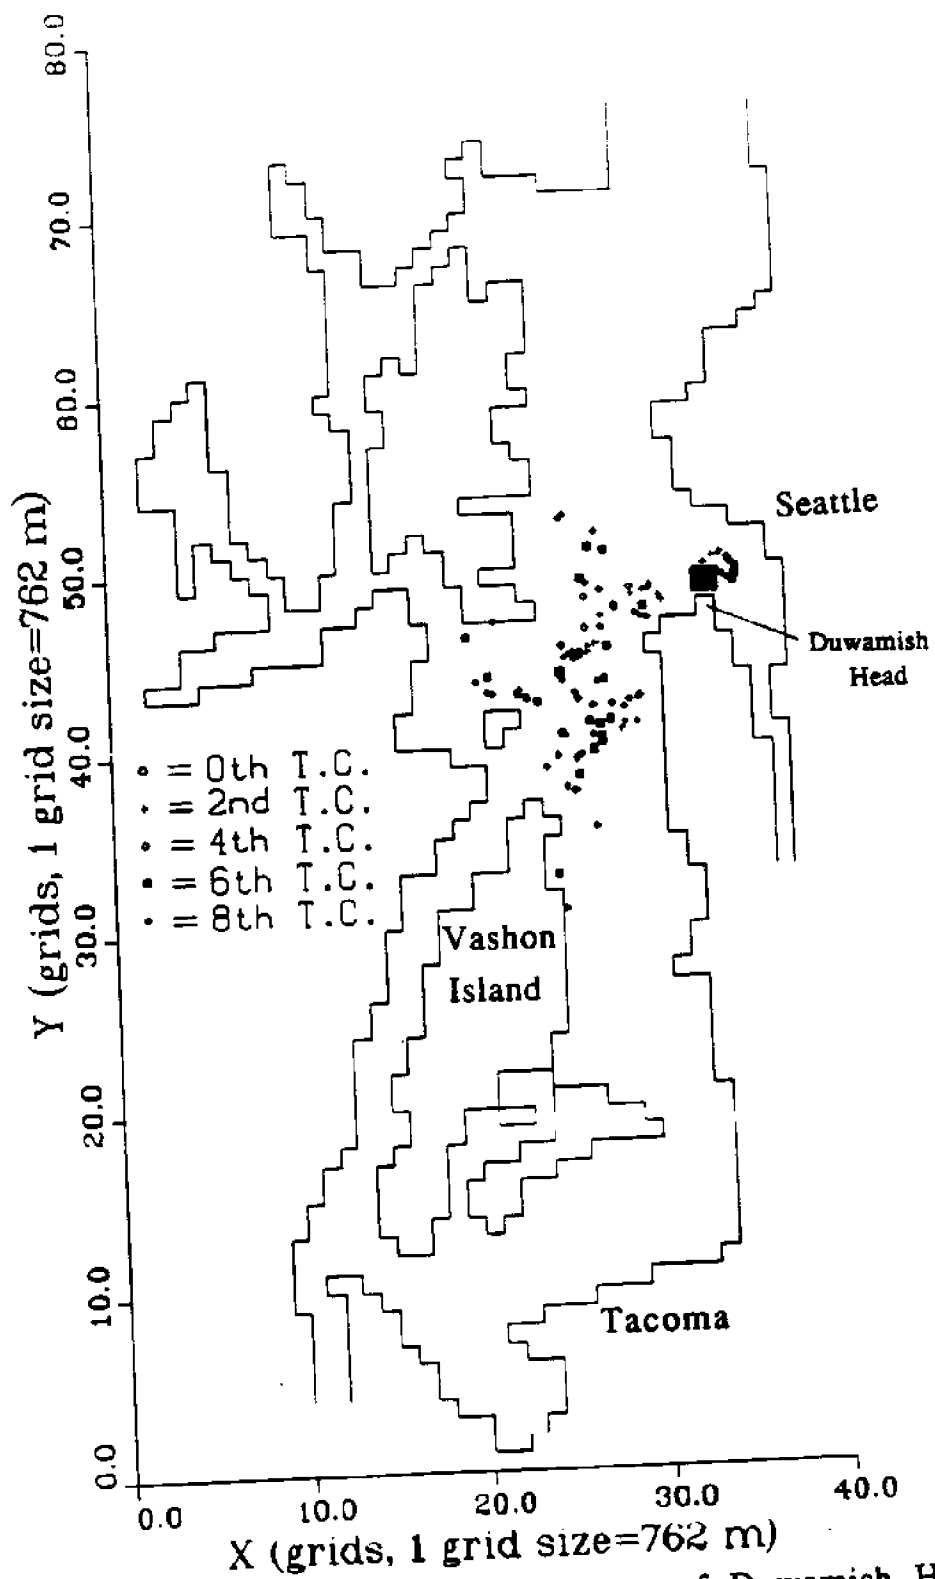 80.0
70.0
60.0
50.0
40.0
30.0
20.0
10.0
0.0
Y (grids, 1 grid size=762 m)
Seattle
Duwamish
Head
= 0th T.C.
= 2nd T.C.
= 4th T.C.
= 6th T.C.
= 8th T.C.
Vashon
Island
Tacoma
0.0 10.0 20.0 30.0 40.0
X (grids, 1 grid size=762 m)